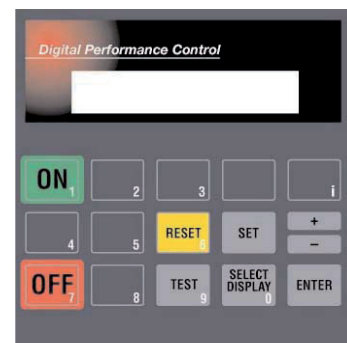 Digital Performance Control
ON 1
2
3
i
4
5
RESET 6
SET
+
−
OFF 7
8
TEST 9
SELECT DISPLAY 0
ENTER